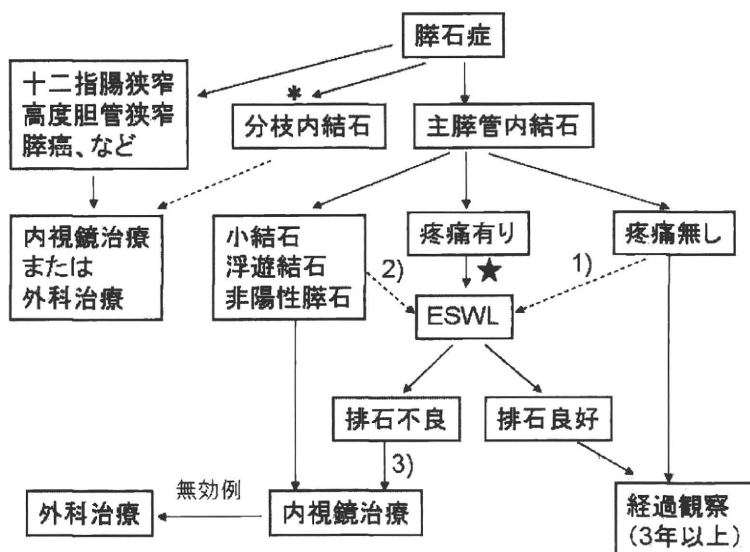 膵石症
十二指腸狭窄
高度胆管狭窄
膵癌、など
*
分枝内結石
主膵管内結石
内視鏡治療
または
外科治療
小結石
浮遊結石
非陽性膵石
2)
疼痛有り
★
1)
疼痛無し
ESWL
排石不良
排石良好
3)
外科治療
無効例
内視鏡治療
経過観察
(3年以上)